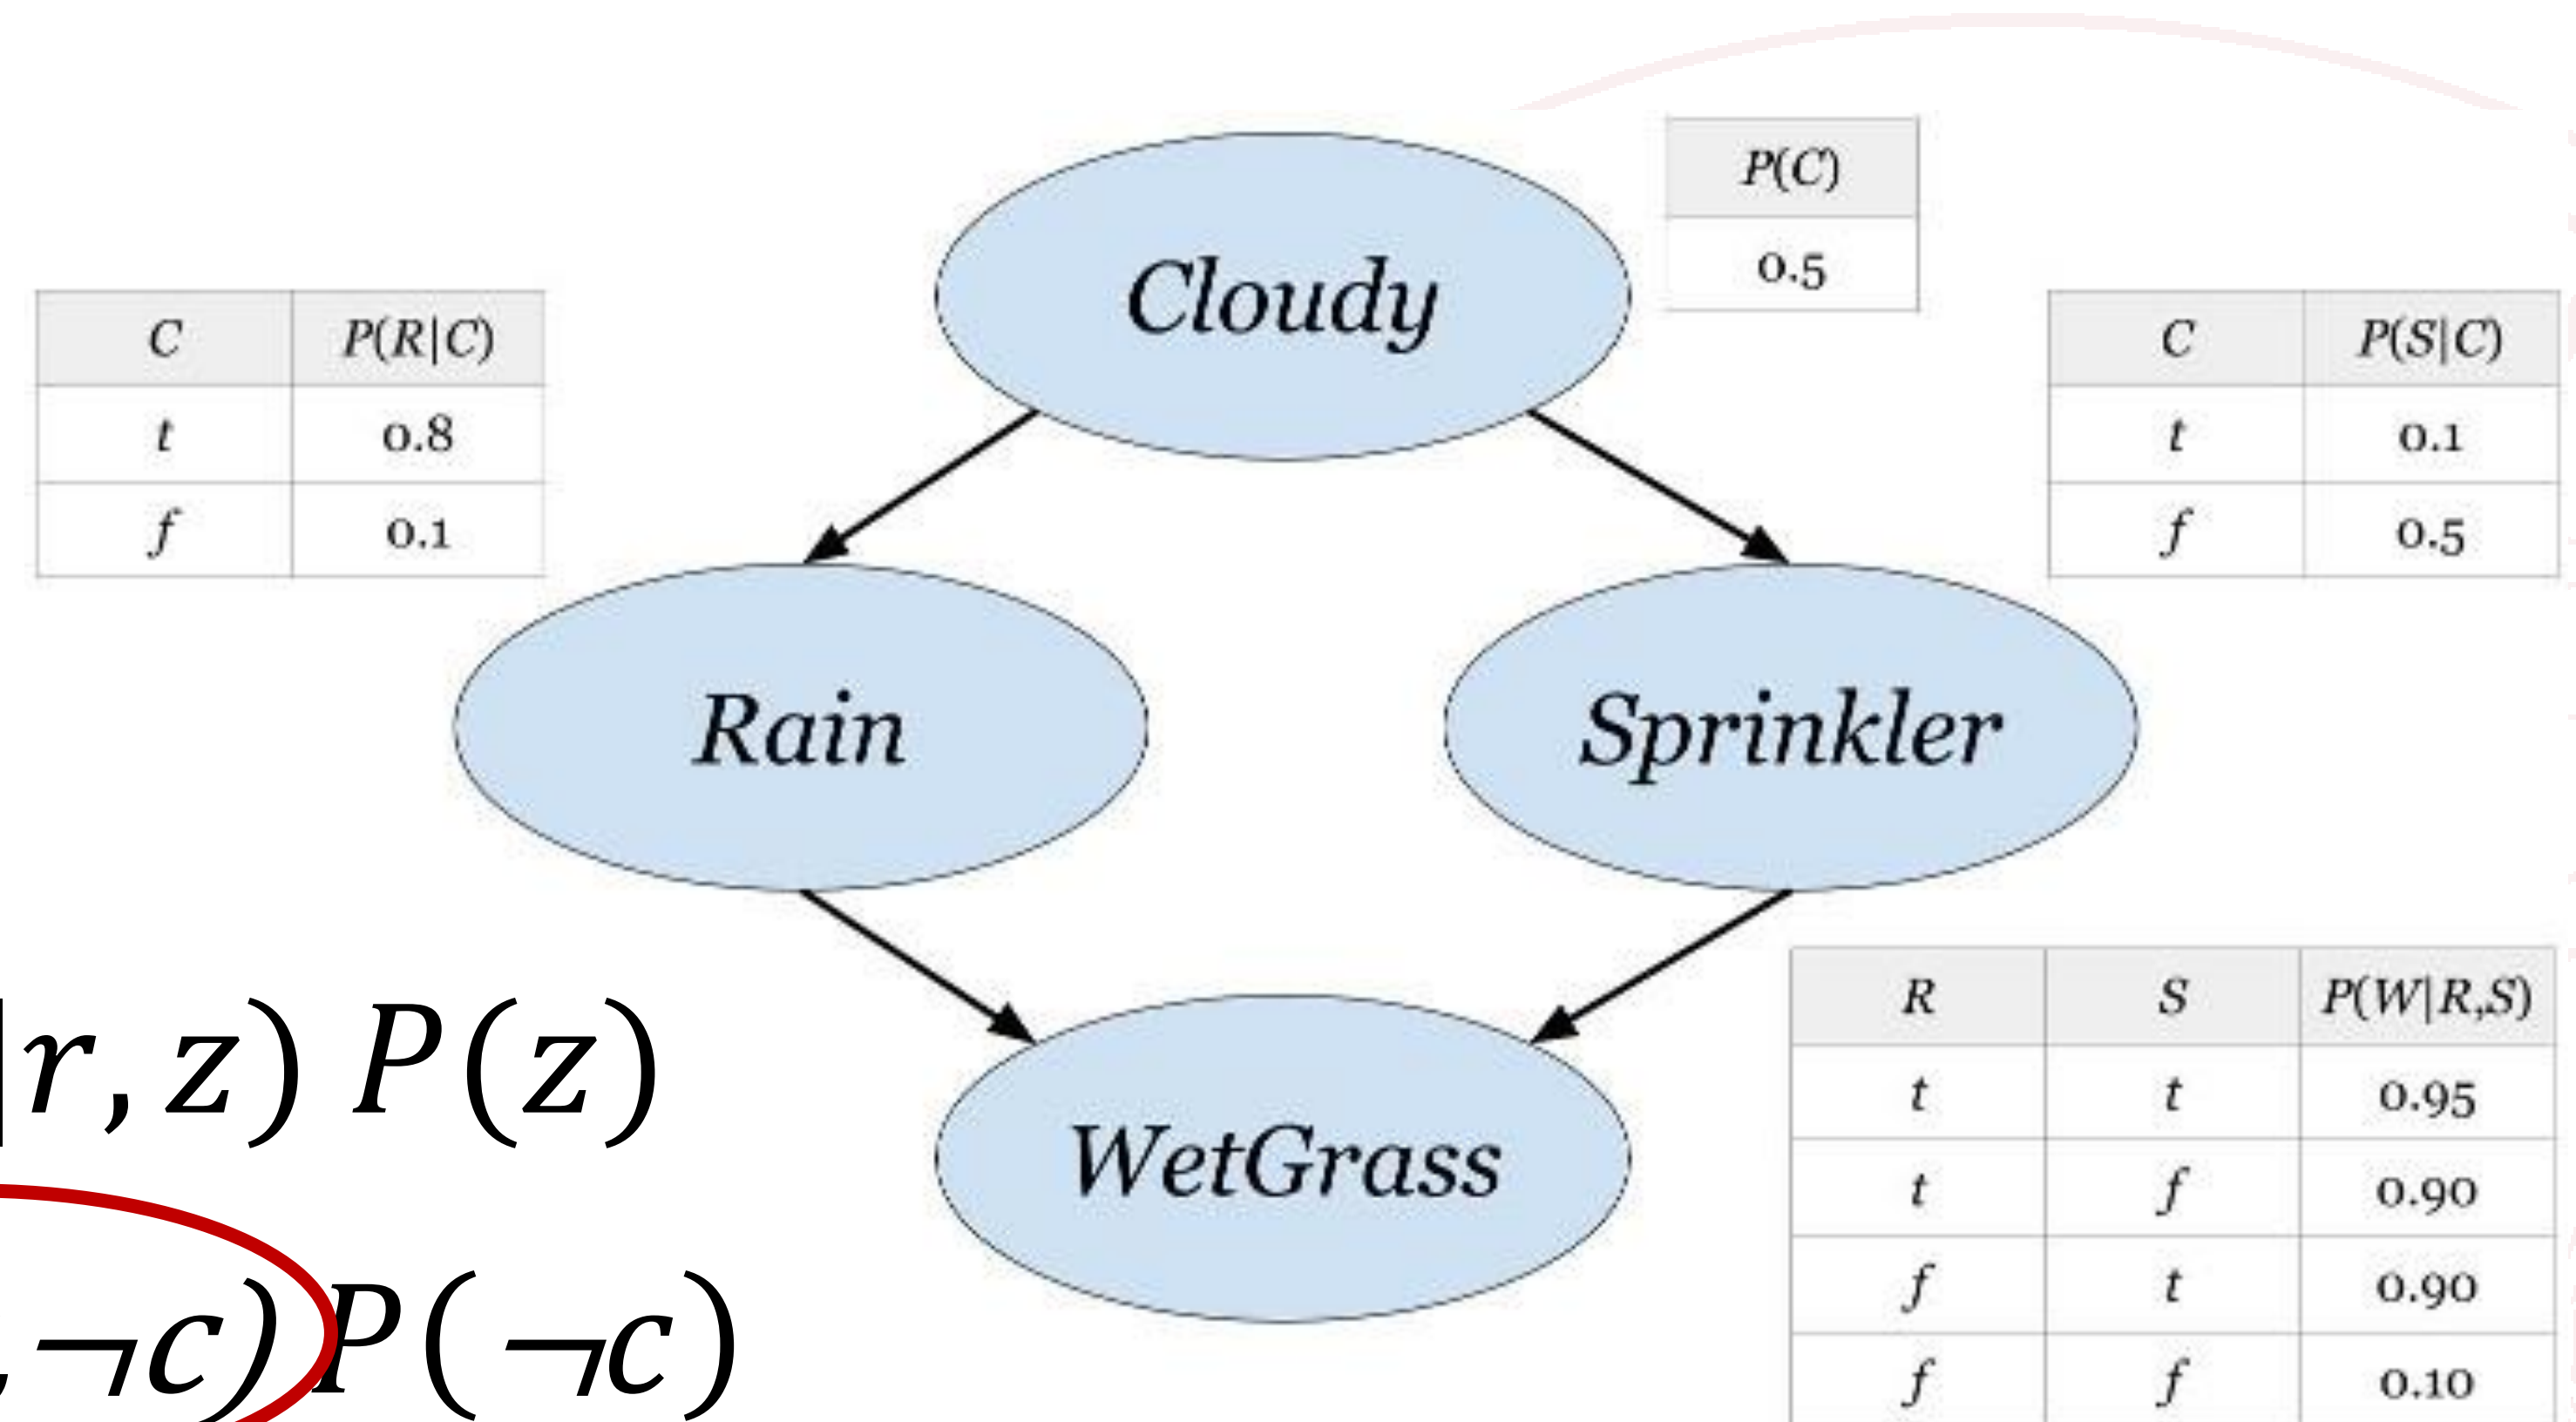 P(C)
0.5
Cloudy
C P(R|C)
t 0.8
f 0.1
C P(S|C)
t 0.1
f 0.5
Rain
Sprinkler
|r, z) P(z)
, ¬c) P(¬c)
WetGrass
R S P(W|R,S)
t t 0.95
t f 0.90
f t 0.90
f f 0.10